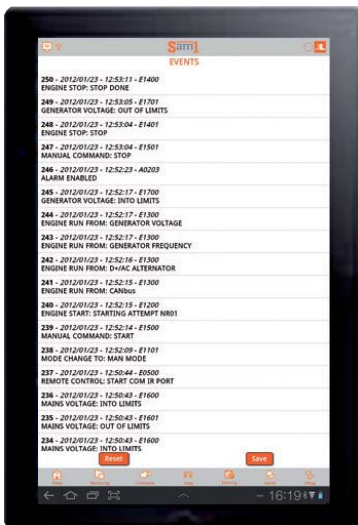 Sam1
EVENTS
250 - 2012/01/23 - 12:53:11 - E1400
ENGINE STOP: STOP DONE
249 - 2012/01/23 - 12:53:05 - E1701
GENERATOR VOLTAGE: OUT OF LIMITS
248 - 2012/01/23 - 12:53:04 - E1401
ENGINE STOP: STOP
247 - 2012/01/23 - 12:53:04 - E1501
MANUAL COMMAND: STOP
246 - 2012/01/23 - 12:52:23 - A0203
ALARM ENABLED
245 - 2012/01/23 - 12:52:17 - E1700
GENERATOR VOLTAGE: INTO LIMITS
244 - 2012/01/23 - 12:52:17 - E1300
ENGINE RUN FROM: GENERATOR VOLTAGE
243 - 2012/01/23 - 12:52:17 - E1300
ENGINE RUN FROM: GENERATOR FREQUENCY
242 - 2012/01/23 - 12:52:16 - E1300
ENGINE RUN FROM: D+/AC ALTERNATOR
241 - 2012/01/23 - 12:52:15 - E1300
ENGINE RUN FROM: CANbus
240 - 2012/01/23 - 12:52:15 - E1200
ENGINE START: STARTING ATTEMPT NR01
239 - 2012/01/23 - 12:52:14 - E1500
MANUAL COMMAND: START
238 - 2012/01/23 - 12:52:09 - E1101
MODE CHANGE TO: MAN MODE
237 - 2012/01/23 - 12:50:44 - E0500
REMOTE CONTROL: START COM IR PORT
236 - 2012/01/23 - 12:50:43 - E1600
MAINS VOLTAGE: INTO LIMITS
235 - 2012/01/23 - 12:50:43 - E1601
MAINS VOLTAGE: OUT OF LIMITS
234 - 2012/01/23 - 12:50:43 - E1600
MAINS VOLTAGE: INTO LIMITS
Reset Save
16:19